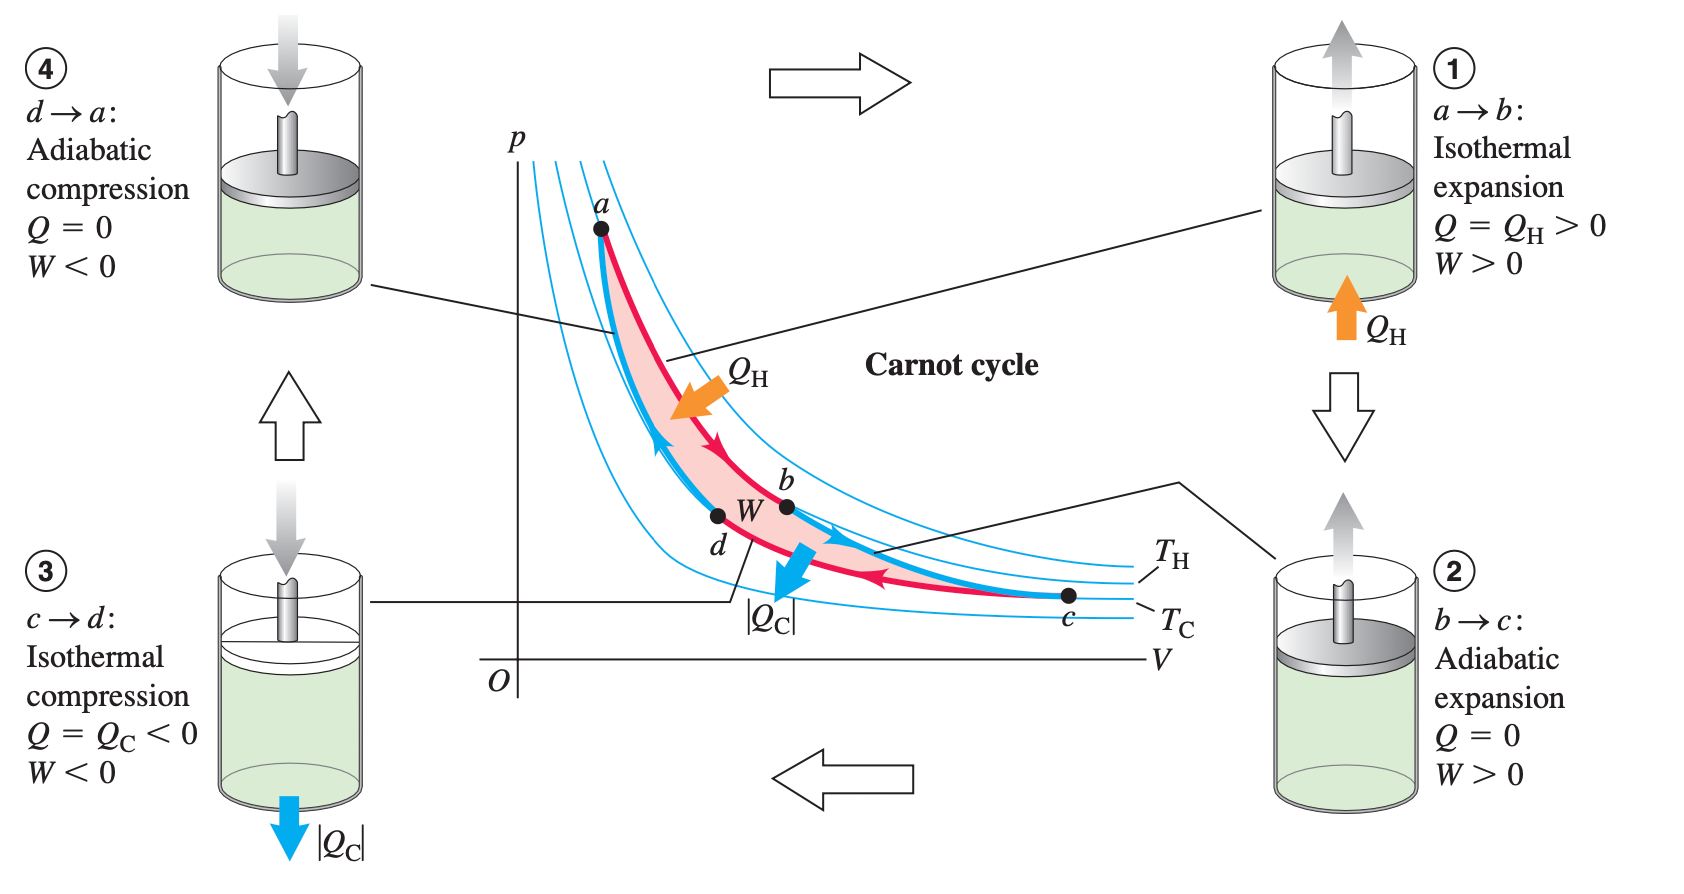 ④
d → a:
Adiabatic
compression
Q = 0
W < 0
①
a → b:
Isothermal
expansion
Q = Q_H > 0
W > 0
Q_H
p
a
Carnot cycle
Q_H
b
W
d
|Q_C|
c
T_H
T_C
V
O
③
c → d:
Isothermal
compression
Q = Q_C < 0
W < 0
|Q_C|
②
b → c:
Adiabatic
expansion
Q = 0
W > 0